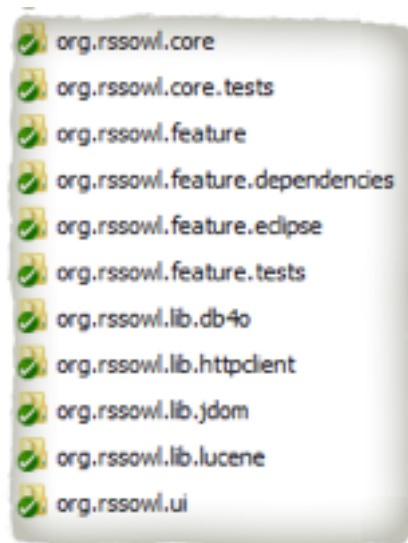 org.rssowl.core
org.rssowl.core.tests
org.rssowl.feature
org.rssowl.feature.dependencies
org.rssowl.feature.eclipse
org.rssowl.feature.tests
org.rssowl.lib.db4o
org.rssowl.lib.httpclient
org.rssowl.lib.jdom
org.rssowl.lib.lucene
org.rssowl.ui